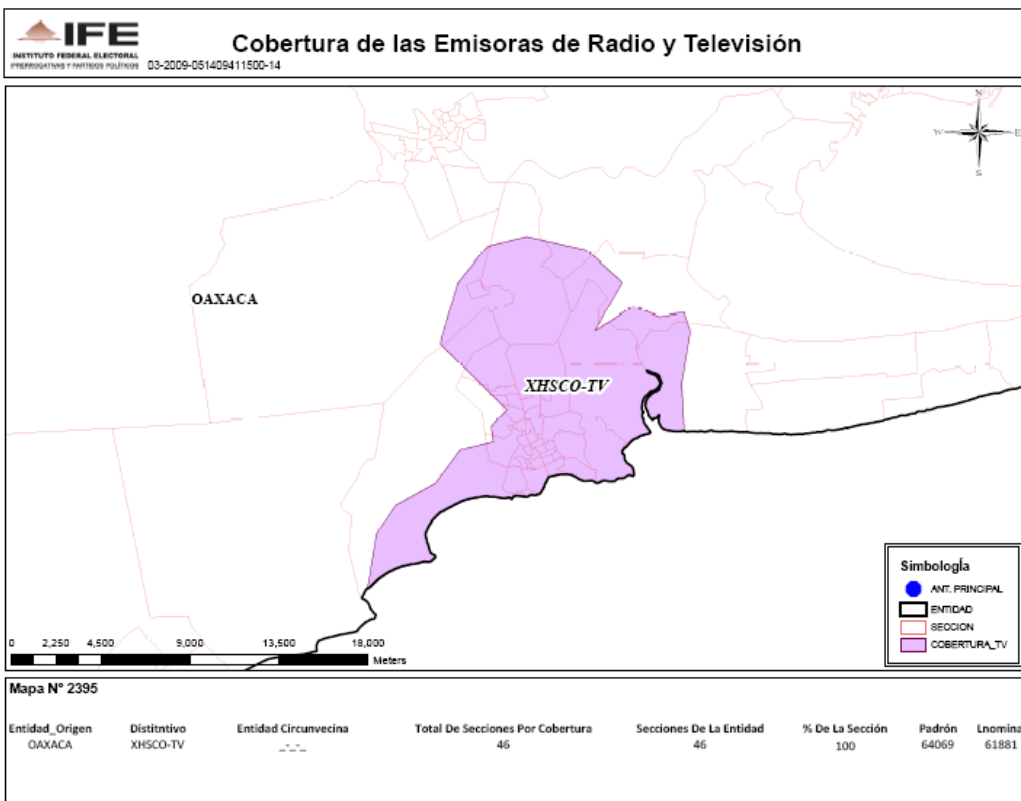 IFE
INSTITUTO FEDERAL ELECTORAL
PRERROGATIVAS Y PARTIDOS POLÍTICOS
03-2009-051409411500-14
Cobertura de las Emisoras de Radio y Televisión
N
W E
S
OAXACA
XHSCO-TV
Simbología
ANT. PRINCIPAL
ENTIDAD
SECCION
COBERTURA_TV
0 2,250 4,500 9,000 13,500 18,000
Meters
Mapa N° 2395
Entidad_Origen Distitntivo Entidad Circunvecina Total De Secciones Por Cobertura Secciones De La Entidad % De La Sección Padrón Lnomina
OAXACA XHSCO-TV _-_-_ 46 46 100 64069 61881